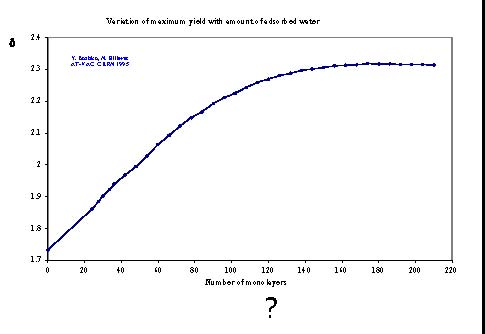 Variation of maximum yield with amount of adsorbed water
δ
2.4
2.3
2.2
2.1
2
1.9
1.8
1.7
0 20 40 60 80 100 120 140 160 180 200 220
Number of monolayers
?